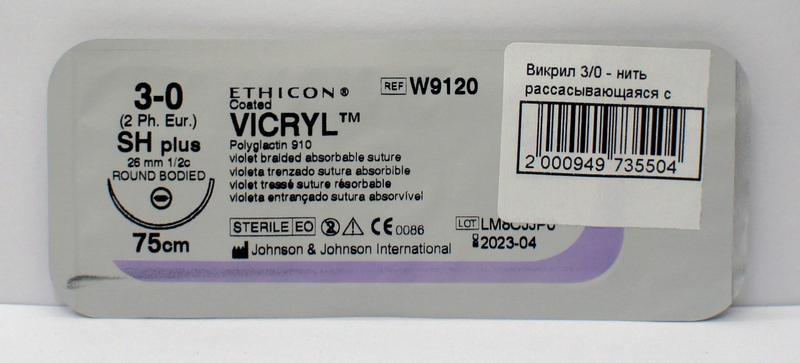 3-0
(2 Ph. Eur.)
SH plus
26 mm 1/2c
ROUND BODIED
75cm
ETHICON®
Coated
VICRYL™
Polyglactin 910
violet braided absorbable suture
violeta trenzado sutura absorbible
violet tressé suture résorbable
violeta entrançado sutura absorvível
REF W9120
STERILE EO 2 CE 0086
Johnson & Johnson International
LOT
2023-04
Викрил 3/0 - нить
рассасывающаяся с
2 000949 735504